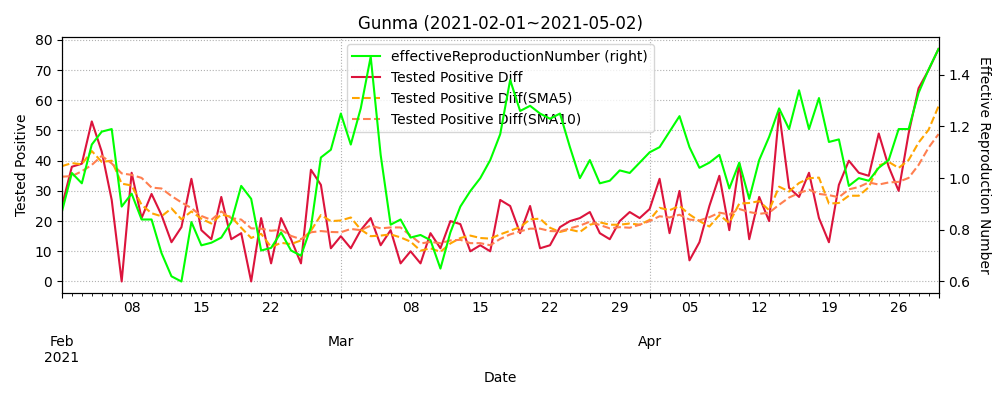 Gunma (2021-02-01~2021-05-02)
effectiveReproductionNumber (right)
Tested Positive Diff
Tested Positive Diff(SMA5)
Tested Positive Diff(SMA10)
Tested Positive
80
70
60
50
40
30
20
10
0
1.4
1.2
1.0
0.8
0.6
Effective Reproduction Number
08 15 22 08 15 22 29 05 12 19 26
Feb Mar Apr
2021
Date